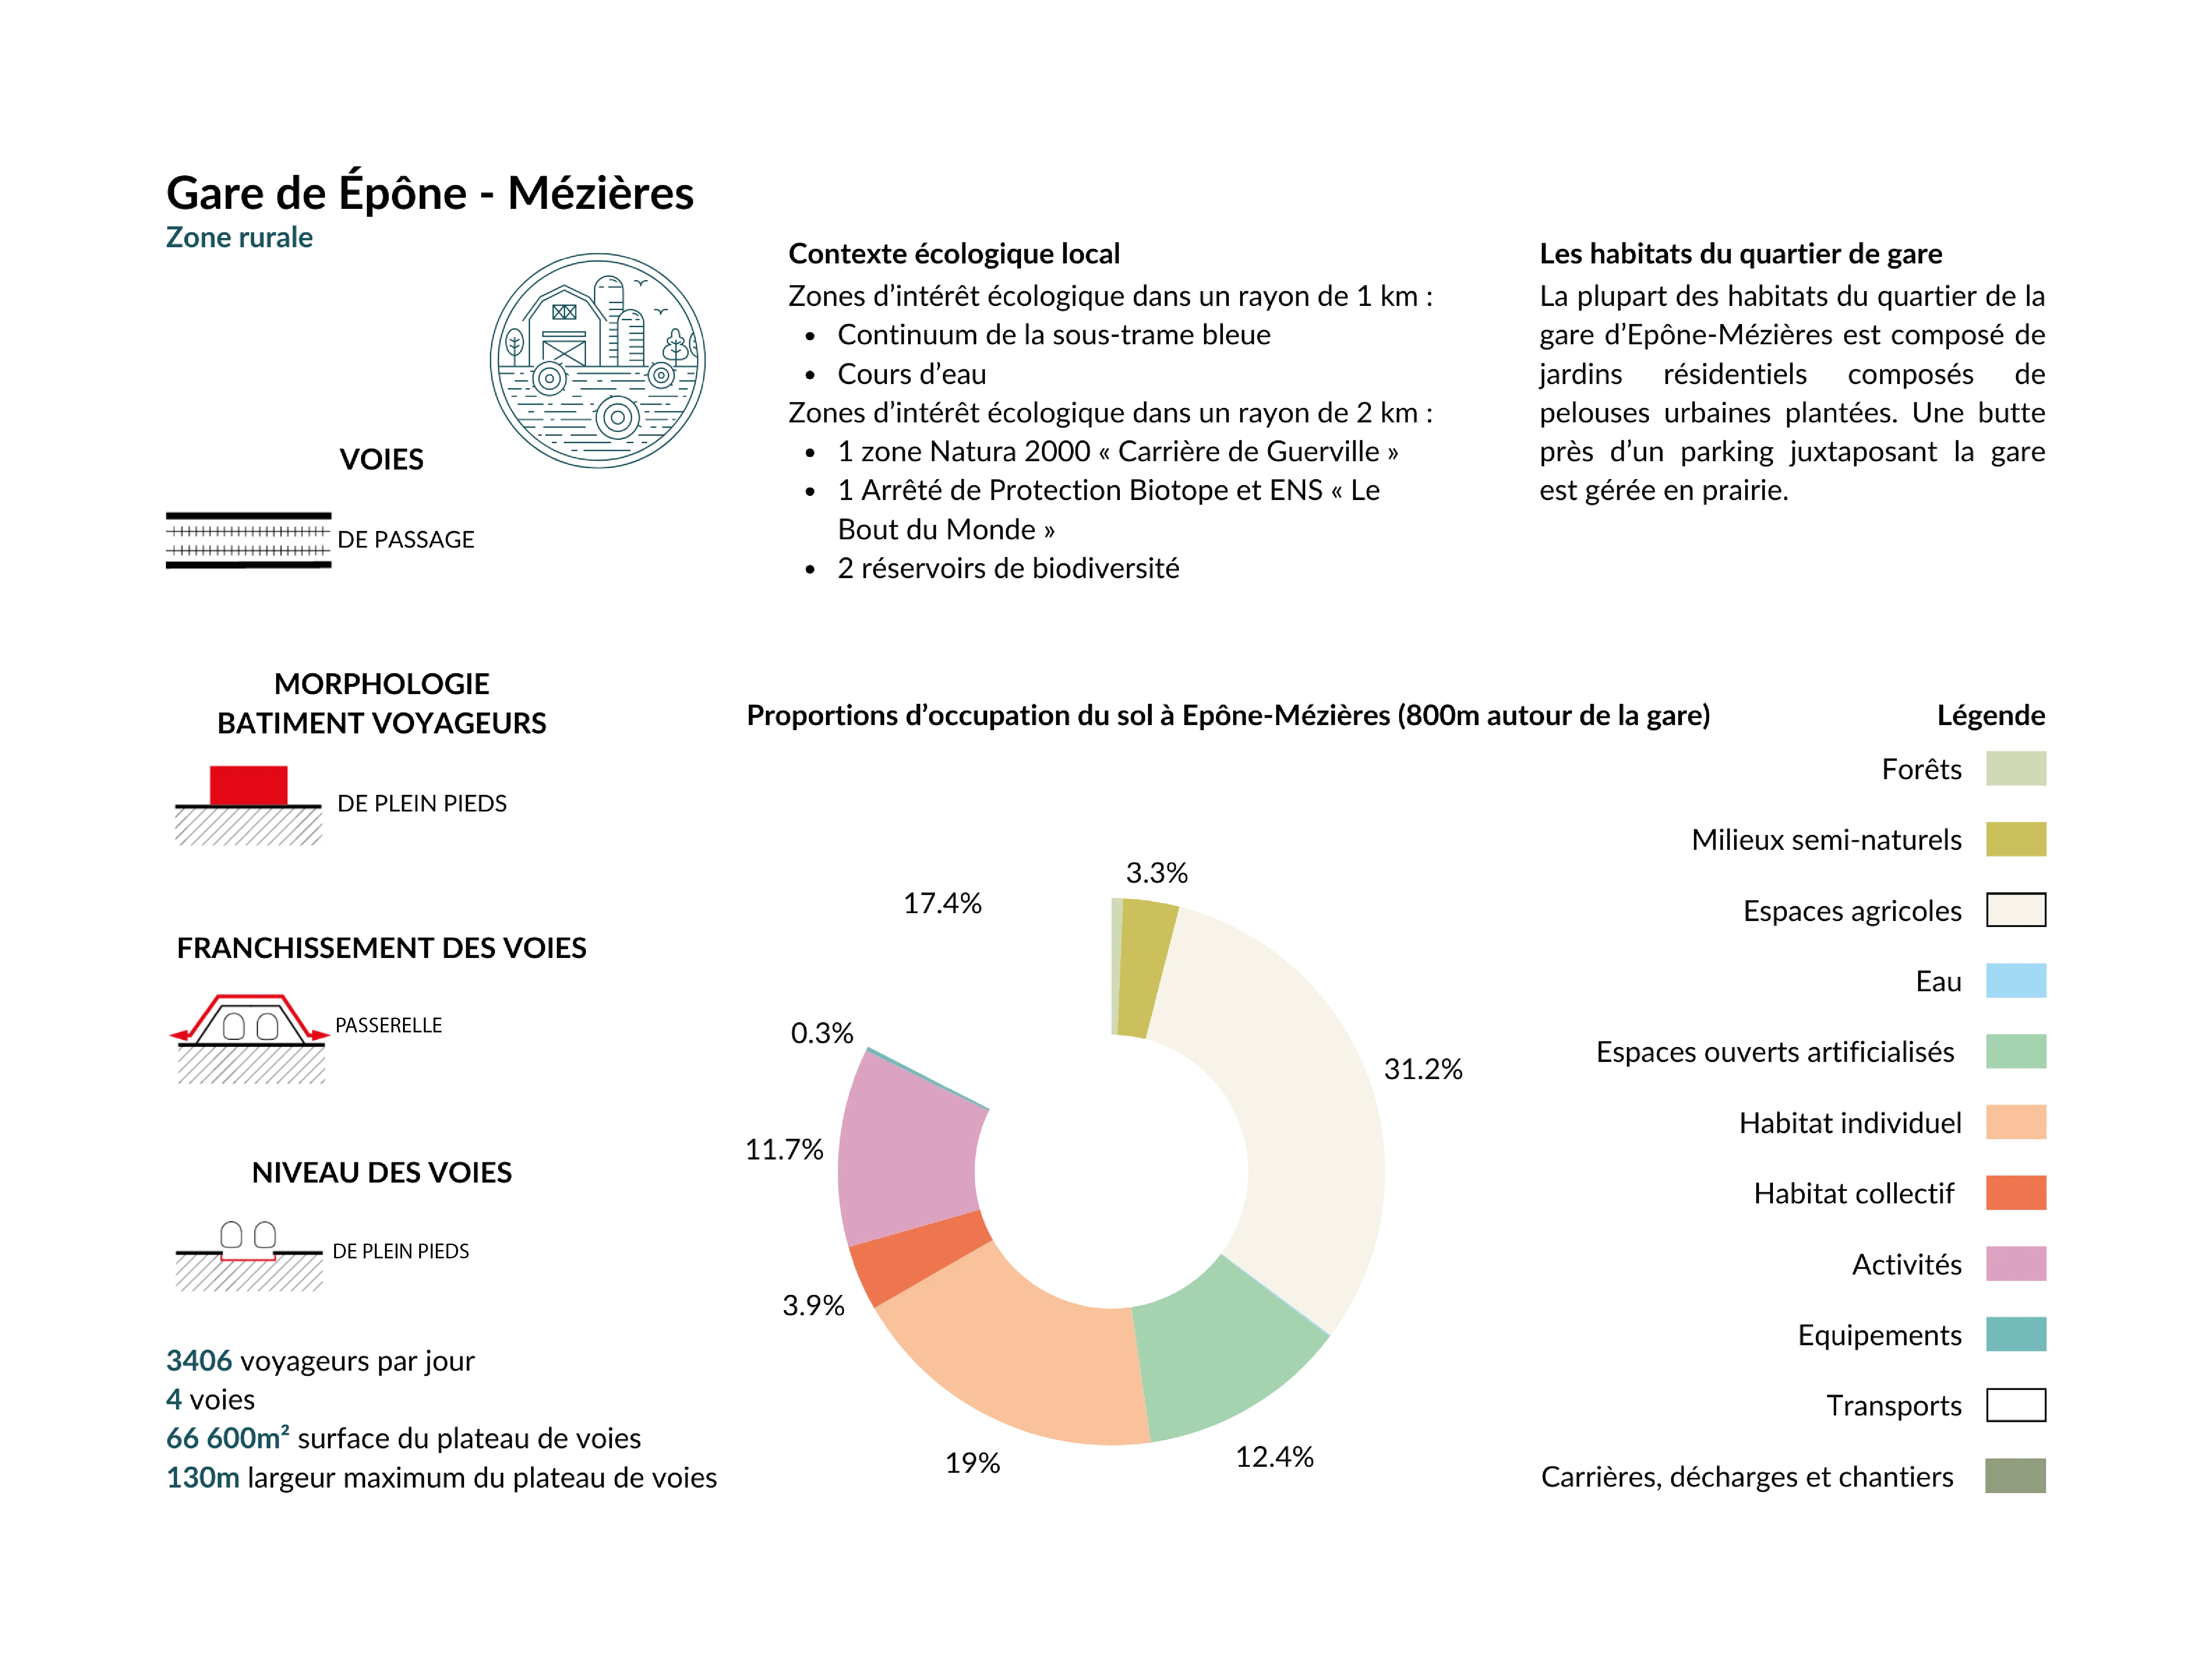 Gare de Épône - Mézières
Zone rurale
VOIES
DE PASSAGE
MORPHOLOGIE
BATIMENT VOYAGEURS
DE PLEIN PIEDS
FRANCHISSEMENT DES VOIES
PASSERELLE
NIVEAU DES VOIES
DE PLEIN PIEDS
3406 voyageurs par jour
4 voies
66 600m² surface du plateau de voies
130m largeur maximum du plateau de voies
Contexte écologique local
Zones d’intérêt écologique dans un rayon de 1 km :
• Continuum de la sous-trame bleue
• Cours d’eau
Zones d’intérêt écologique dans un rayon de 2 km :
• 1 zone Natura 2000 « Carrière de Guerville »
• 1 Arrêté de Protection Biotope et ENS « Le
Bout du Monde »
• 2 réservoirs de biodiversité
Les habitats du quartier de gare
La plupart des habitats du quartier de la
gare d’Epône-Mézières est composé de
jardins résidentiels composés de
pelouses urbaines plantées. Une butte
près d’un parking juxtaposant la gare
est gérée en prairie.
Proportions d’occupation du sol à Epône-Mézières (800m autour de la gare)
3.3%
17.4%
0.3%
31.2%
11.7%
3.9%
19%
12.4%
Légende
Forêts
Milieux semi-naturels
Espaces agricoles
Eau
Espaces ouverts artificialisés
Habitat individuel
Habitat collectif
Activités
Equipements
Transports
Carrières, décharges et chantiers